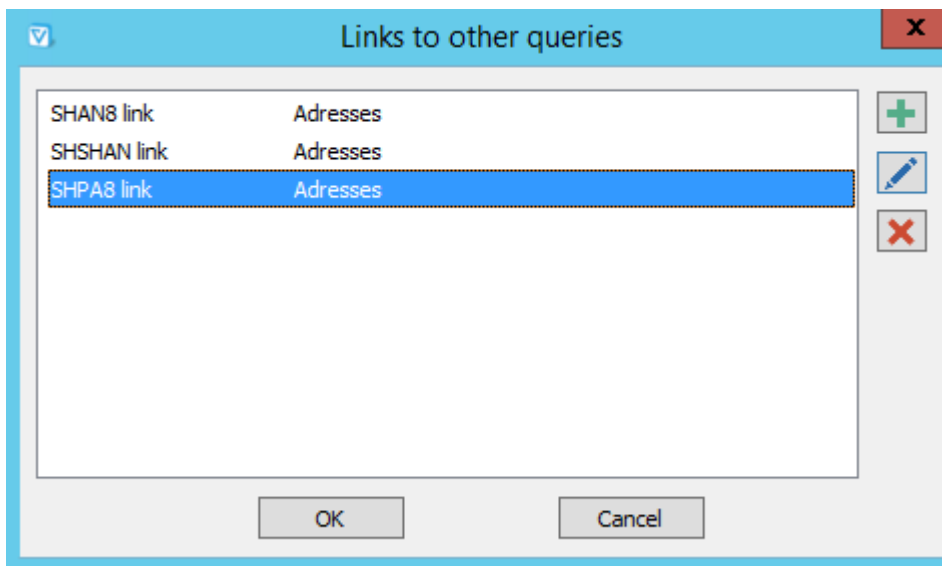 Links to other queries
x
SHAN8 link Adresses
SHSHAN link Adresses
SHPA8 link Adresses
OK Cancel